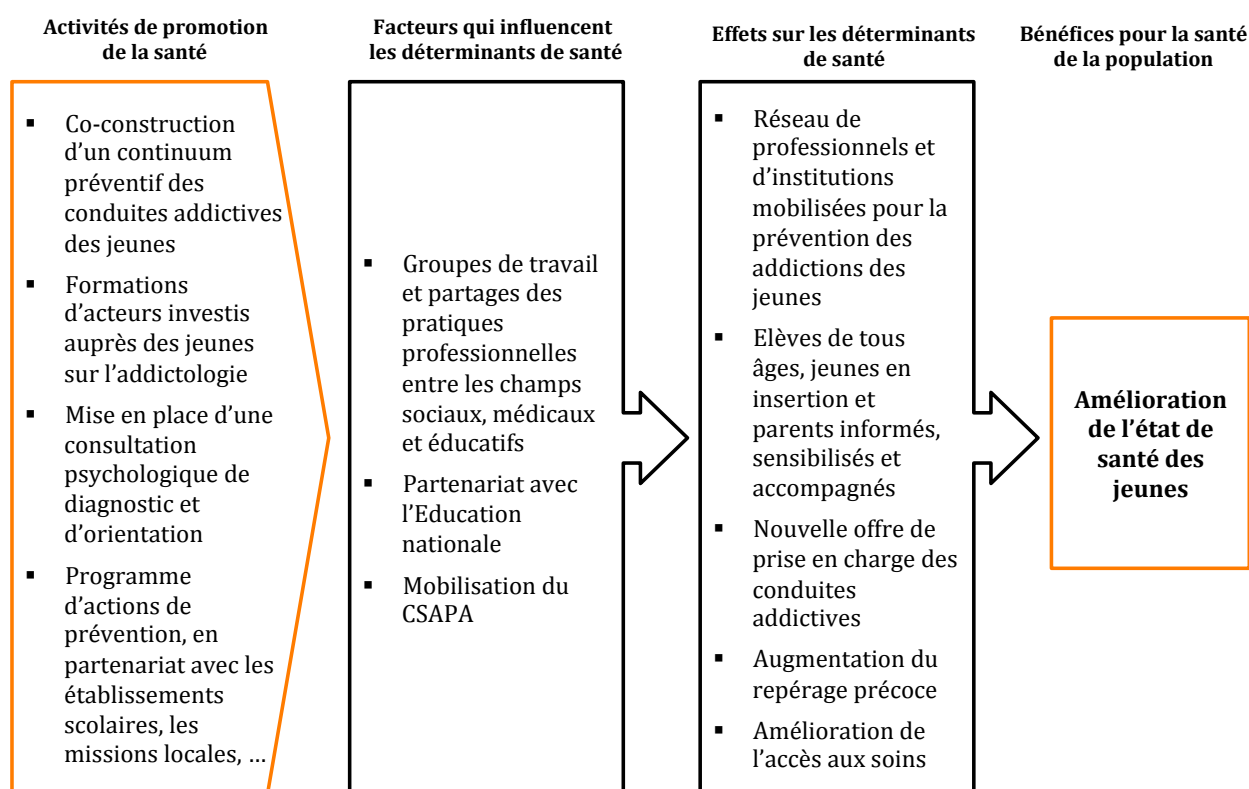 Activités de promotion
de la santé
Facteurs qui influencent
les déterminants de santé
Effets sur les déterminants
de santé
Bénéfices pour la santé
de la population
▪ Co-construction
d’un continuum
préventif des
conduites addictives
des jeunes
▪ Formations
d’acteurs investis
auprès des jeunes
sur l’addictologie
▪ Mise en place d’une
consultation
psychologique de
diagnostic et
d’orientation
▪ Programme
d’actions de
prévention, en
partenariat avec les
établissements
scolaires, les
missions locales, …
▪ Groupes de travail
et partages des
pratiques
professionnelles
entre les champs
sociaux, médicaux
et éducatifs
▪ Partenariat avec
l’Education
nationale
▪ Mobilisation du
CSAPA
▪ Réseau de
professionnels et
d’institutions
mobilisées pour la
prévention des
addictions des
jeunes
▪ Elèves de tous
âges, jeunes en
insertion et
parents informés,
sensibilisés et
accompagnés
▪ Nouvelle offre de
prise en charge des
conduites
addictives
▪ Augmentation du
repérage précoce
▪ Amélioration de
l’accès aux soins
Amélioration
de l’état de
santé des
jeunes